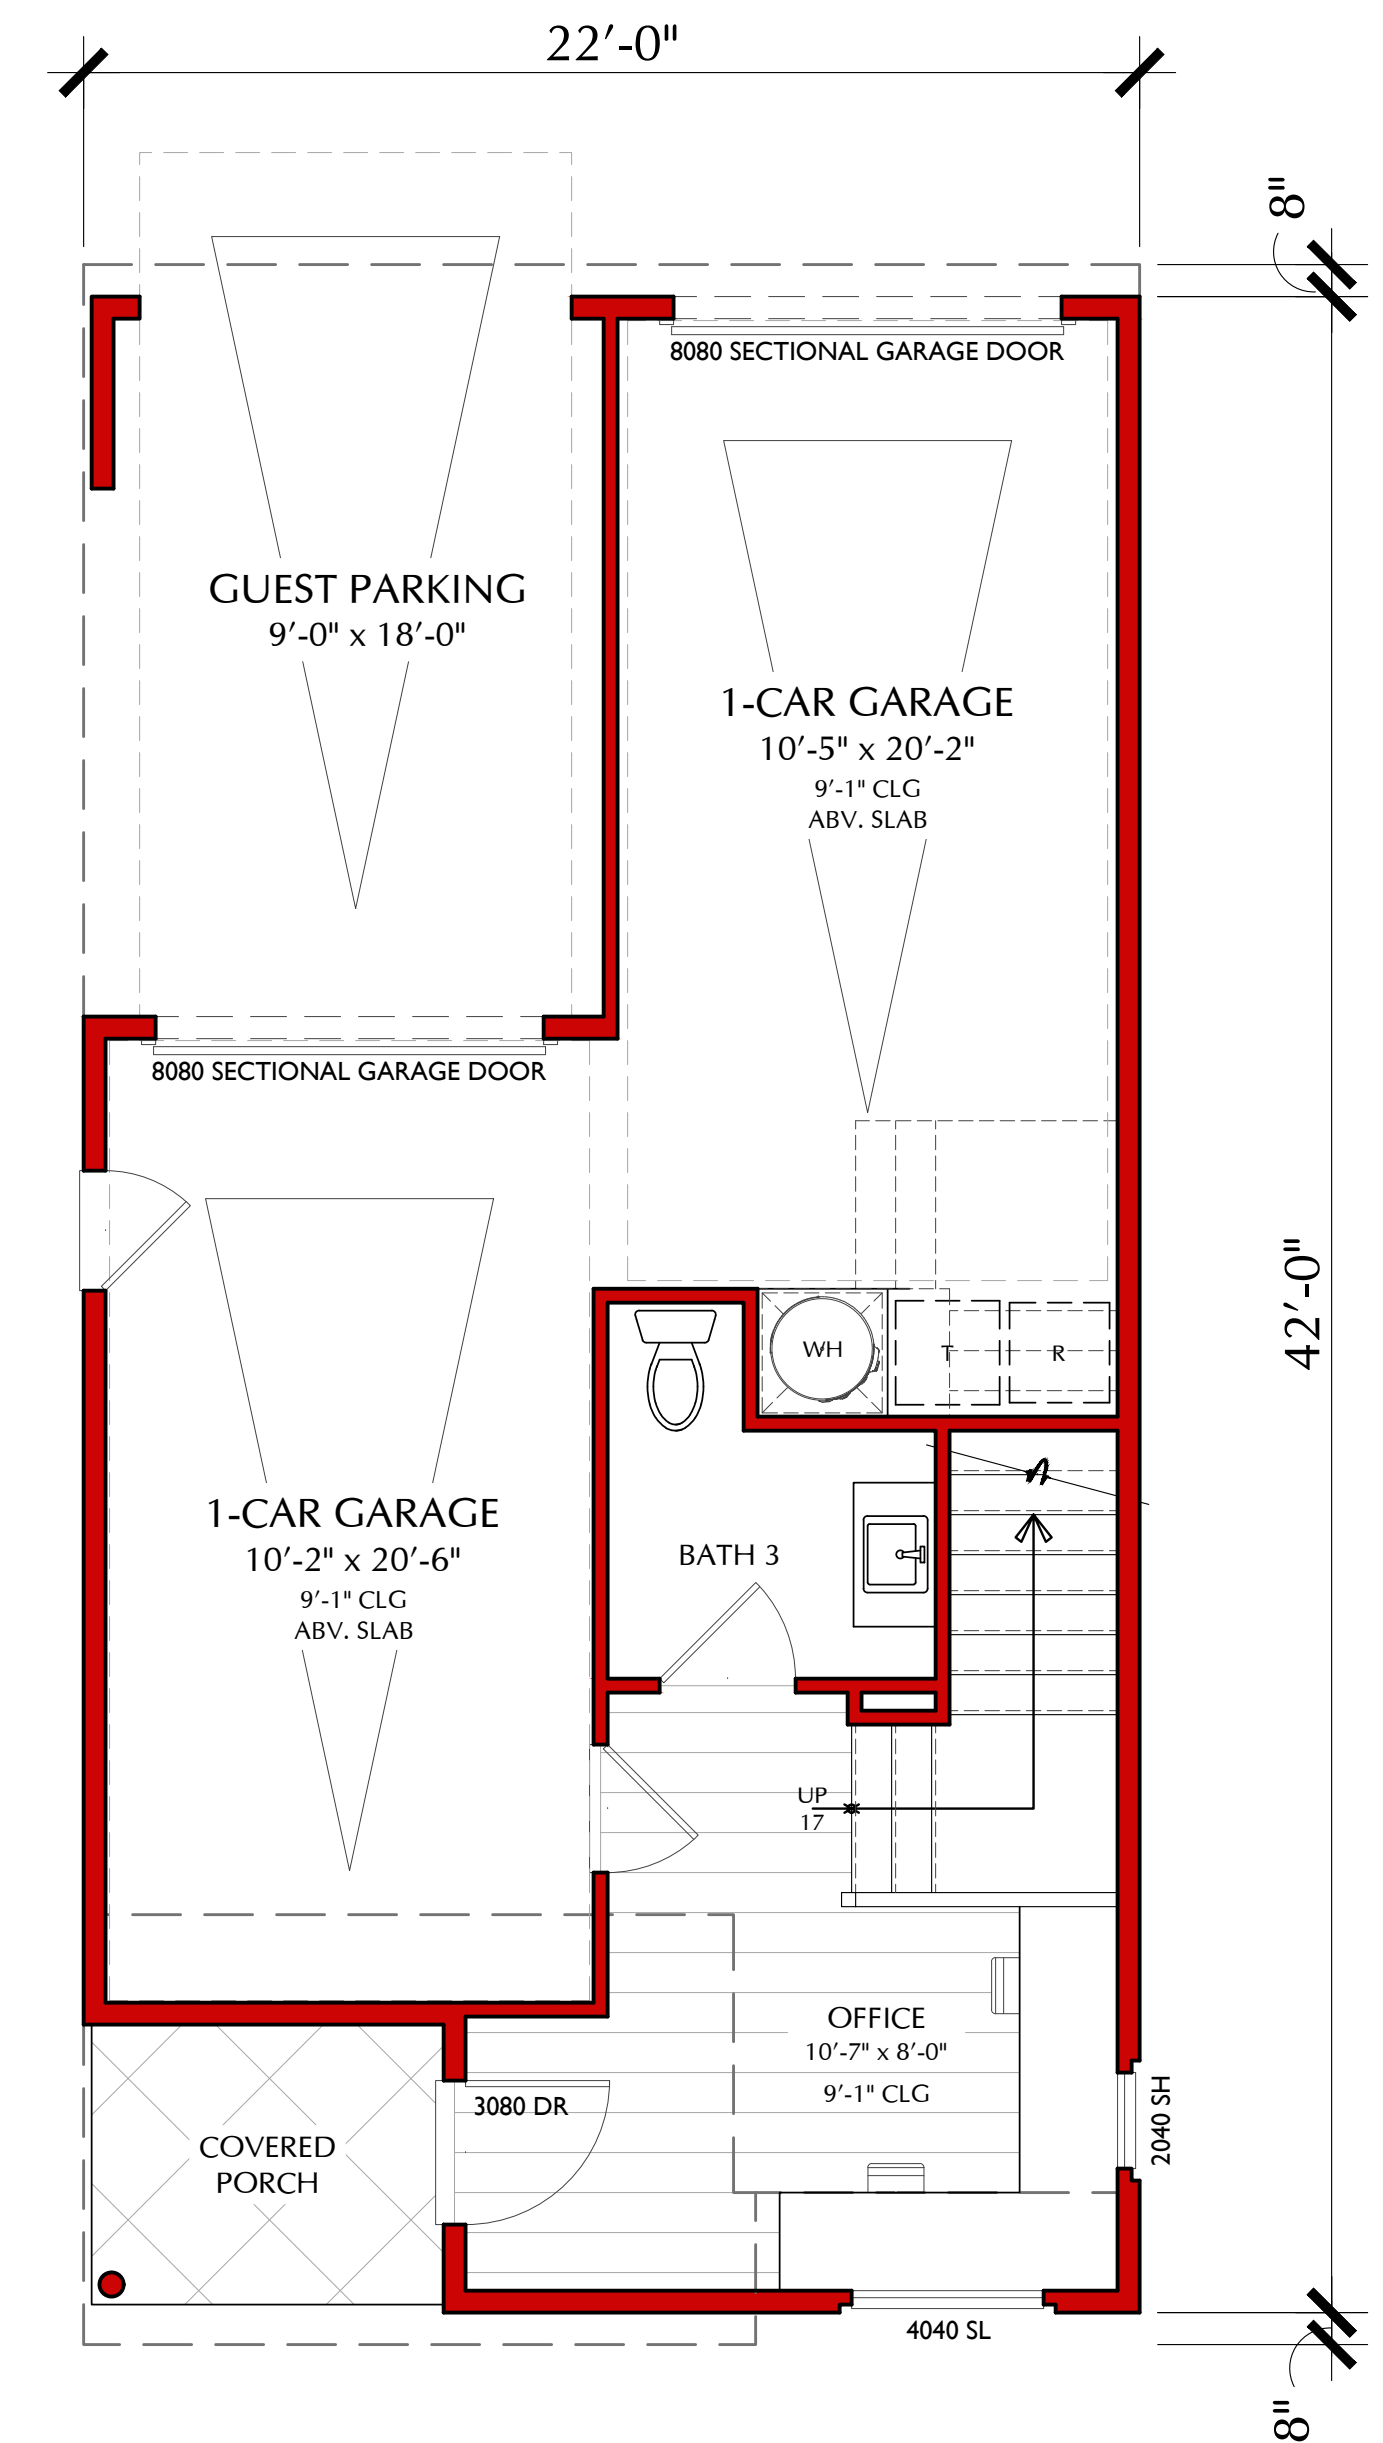 22'-0"
8"
8080 SECTIONAL GARAGE DOOR
GUEST PARKING
9'-0" x 18'-0"
1-CAR GARAGE
10'-5" x 20'-2"
9'-1" CLG
ABV. SLAB
8080 SECTIONAL GARAGE DOOR
42'-0"
WH
T
R
1-CAR GARAGE
10'-2" x 20'-6"
9'-1" CLG
ABV. SLAB
BATH 3
UP
17
OFFICE
10'-7" x 8'-0"
9'-1" CLG
3080 DR
2040 SH
COVERED
PORCH
4040 SL
8"